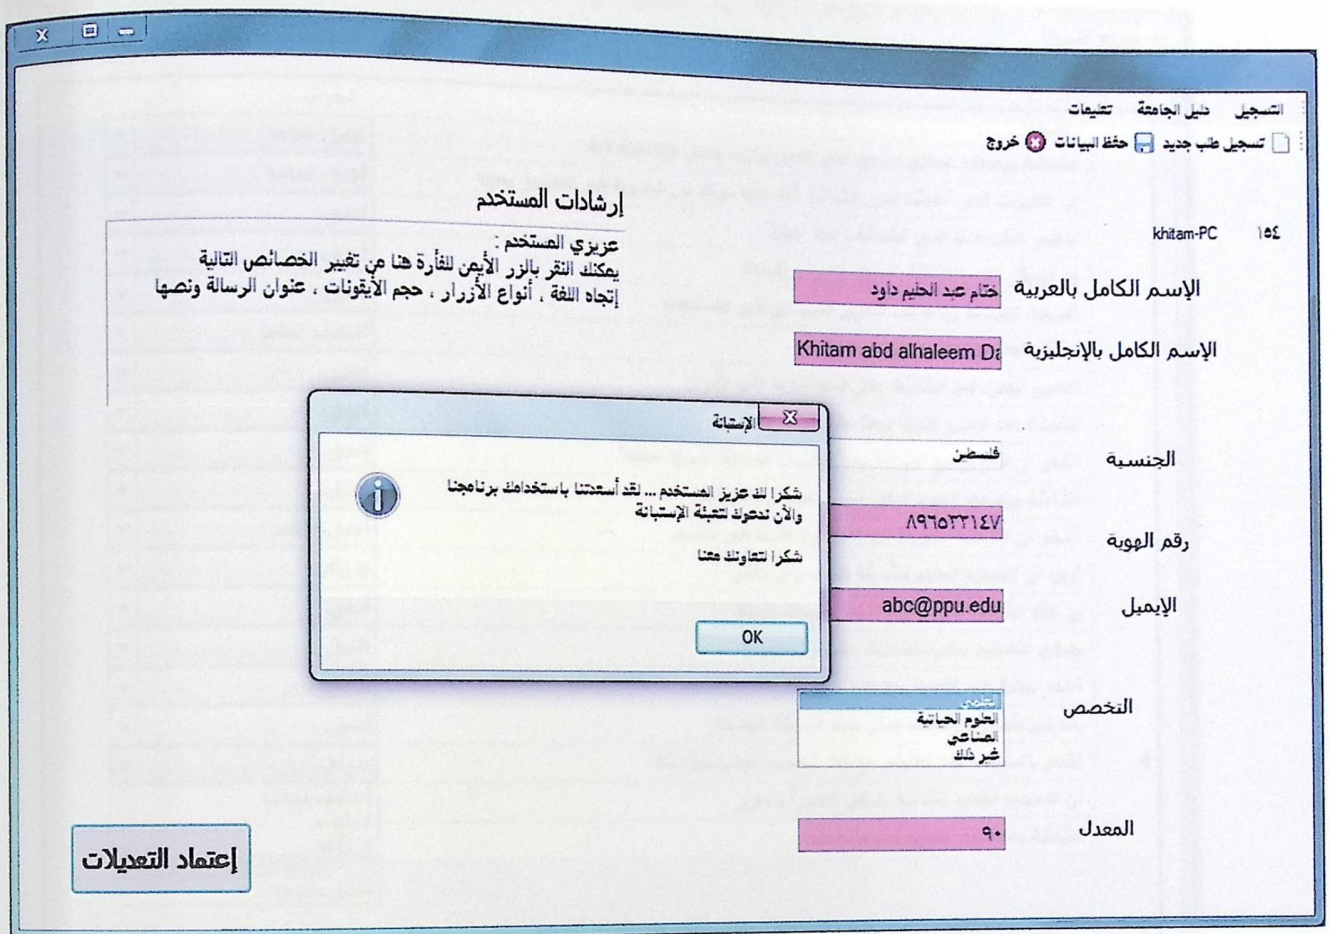 التسجيل دليل الجامعة تعليمات
تسجيل طلب جديد حفظ البيانات خروج
١٥٤ khitam-PC
إرشادات المستخدم
عزيزي المستخدم :
يمكنك النقر بالزر الأيمن للفأرة هنا من تغيير الخصائص التالية
إتجاه اللغة ، أنواع الأزرار ، حجم الأيقونات ، عنوان الرسالة ونصها
الإسم الكامل بالعربية ختام عبد الحليم داود
الإسم الكامل بالإنجليزية Khitam abd alhaleem Da
الإستبانة
شكرا لك عزيز المستخدم ... لقد أسعدتنا باستخدامك برنامجنا
والآن ندعوك لتعبئة الإستبانة
شكرا لتعاونك معنا
OK
الجنسية فلسطن
رقم الهوية ٨٩٦٥٣٢١٤٧
الإيميل abc@ppu.edu
التخصص
العلوم الحياتية
الصناعي
غير ذلك
المعدل ٩٠
إعتماد التعديلات